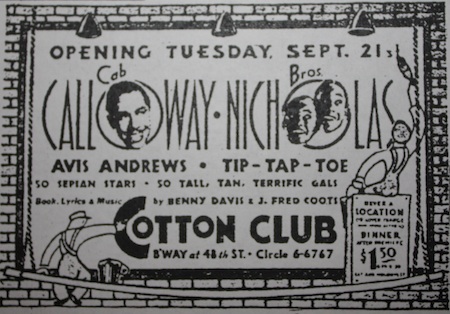 OPENING TUESDAY, SEPT. 21st
Cab Bros.
CALLOWAY · NICHOLAS
AVIS ANDREWS • TIP-TAP-TOE
50 SEPIAN STARS · 50 TALL, TAN, TERRIFIC GALS
Book, Lyrics & Music by BENNY DAVIS & J. FRED COOTS
COTTON CLUB
B'WAY at 48th ST. • Circle 6-6767
LOCATION
DINNER
$1.50